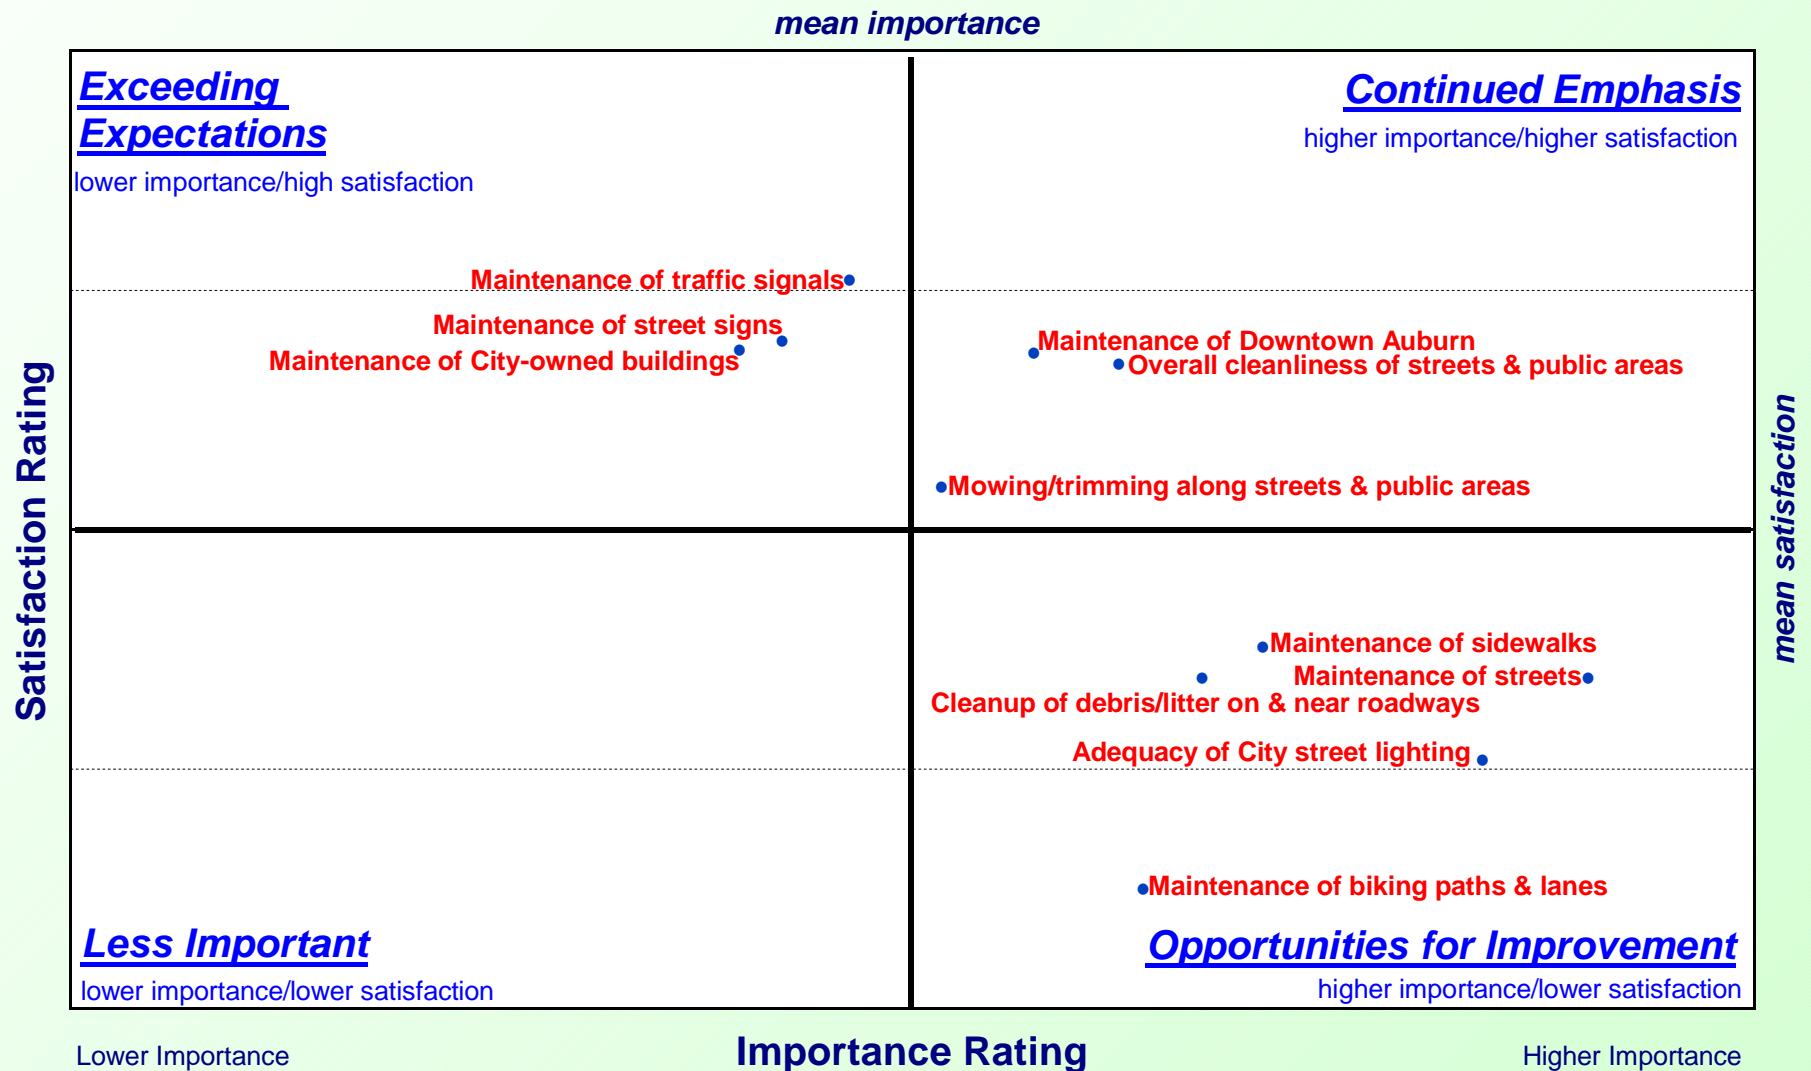 mean importance
Exceeding
Expectations
lower importance/high satisfaction
Continued Emphasis
higher importance/higher satisfaction
Maintenance of traffic signals
Maintenance of street signs
Maintenance of City-owned buildings
Maintenance of Downtown Auburn
Overall cleanliness of streets & public areas
Mowing/trimming along streets & public areas
Satisfaction Rating
mean satisfaction
Maintenance of sidewalks
Maintenance of streets
Cleanup of debris/litter on & near roadways
Adequacy of City street lighting
Maintenance of biking paths & lanes
Less Important
lower importance/lower satisfaction
Opportunities for Improvement
higher importance/lower satisfaction
Lower Importance
Importance Rating
Higher Importance